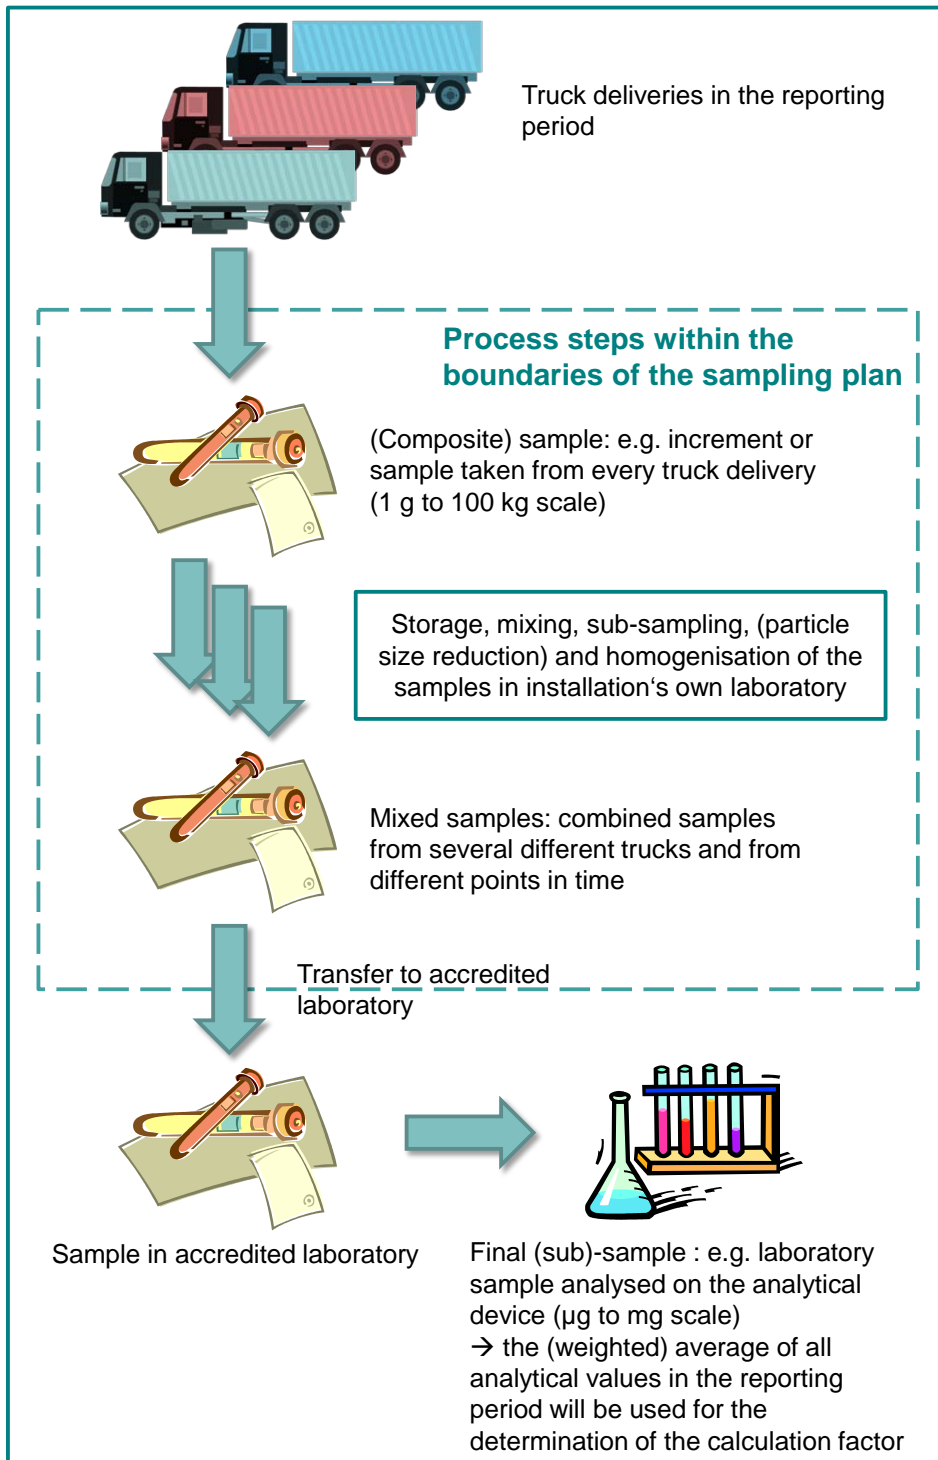 Truck deliveries in the reporting
period
Process steps within the
boundaries of the sampling plan
(Composite) sample: e.g. increment or
sample taken from every truck delivery
(1 g to 100 kg scale)
Storage, mixing, sub-sampling, (particle
size reduction) and homogenisation of the
samples in installation‘s own laboratory
Mixed samples: combined samples
from several different trucks and from
different points in time
Transfer to accredited
laboratory
Sample in accredited laboratory
Final (sub)-sample : e.g. laboratory
sample analysed on the analytical
device (µg to mg scale)
→ the (weighted) average of all
analytical values in the reporting
period will be used for the
determination of the calculation factor